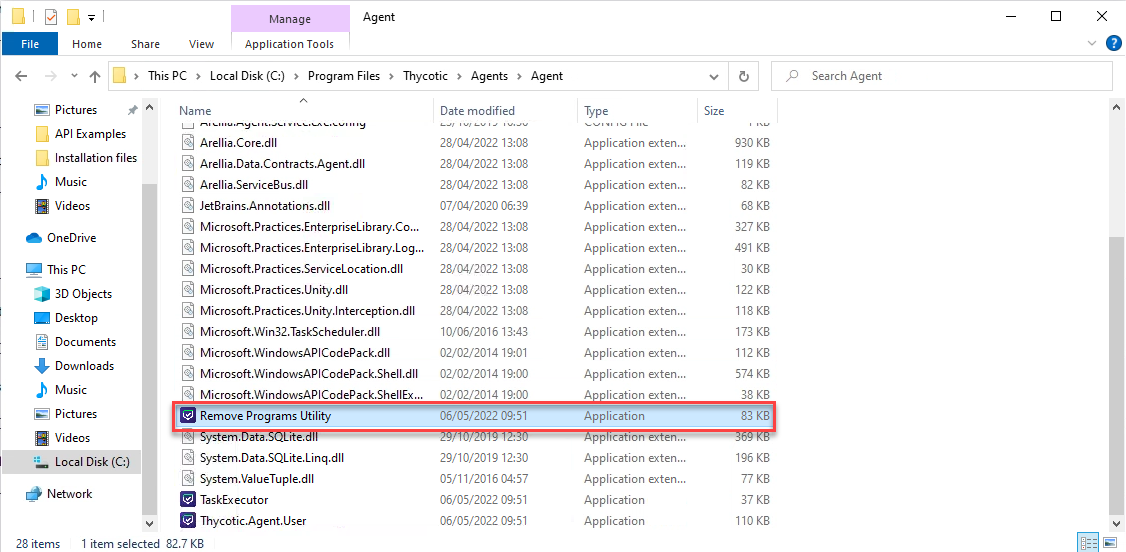 Manage
Agent
File
Home
Share
View
Application Tools
This PC
Local Disk (C:)
Program Files
Thycotic
Agents
Agent
Search Agent
Pictures
API Examples
Installation files
Music
Videos
OneDrive
This PC
3D Objects
Desktop
Documents
Downloads
Music
Pictures
Videos
Local Disk (C:)
Network
Name Date modified Type Size
Arellia.Agent.Service.exe.config 29/10/2019 10:30 CONFIG File 1 KB
Arellia.Core.dll 28/04/2022 13:08 Application exten... 930 KB
Arellia.Data.Contracts.Agent.dll 28/04/2022 13:08 Application exten... 119 KB
Arellia.ServiceBus.dll 28/04/2022 13:08 Application exten... 82 KB
JetBrains.Annotations.dll 07/04/2020 06:39 Application exten... 68 KB
Microsoft.Practices.EnterpriseLibrary.Co... 28/04/2022 13:08 Application exten... 327 KB
Microsoft.Practices.EnterpriseLibrary.Log... 28/04/2022 13:08 Application exten... 491 KB
Microsoft.Practices.ServiceLocation.dll 28/04/2022 13:08 Application exten... 30 KB
Microsoft.Practices.Unity.dll 28/04/2022 13:08 Application exten... 122 KB
Microsoft.Practices.Unity.Interception.dll 28/04/2022 13:08 Application exten... 118 KB
Microsoft.Win32.TaskScheduler.dll 10/06/2016 13:43 Application exten... 173 KB
Microsoft.WindowsAPICodePack.dll 02/02/2014 19:01 Application exten... 112 KB
Microsoft.WindowsAPICodePack.Shell.dll 02/02/2014 19:00 Application exten... 574 KB
Microsoft.WindowsAPICodePack.ShellEx... 02/02/2014 19:00 Application exten... 38 KB
Remove Programs Utility 06/05/2022 09:51 Application 83 KB
System.Data.SQLite.dll 29/10/2019 12:30 Application exten... 369 KB
System.Data.SQLite.Linq.dll 29/10/2019 12:30 Application exten... 196 KB
System.ValueTuple.dll 05/11/2016 04:57 Application exten... 77 KB
TaskExecutor 06/05/2022 09:51 Application 37 KB
Thycotic.Agent.User 06/05/2022 09:51 Application 110 KB
28 items 1 item selected 82.7 KB